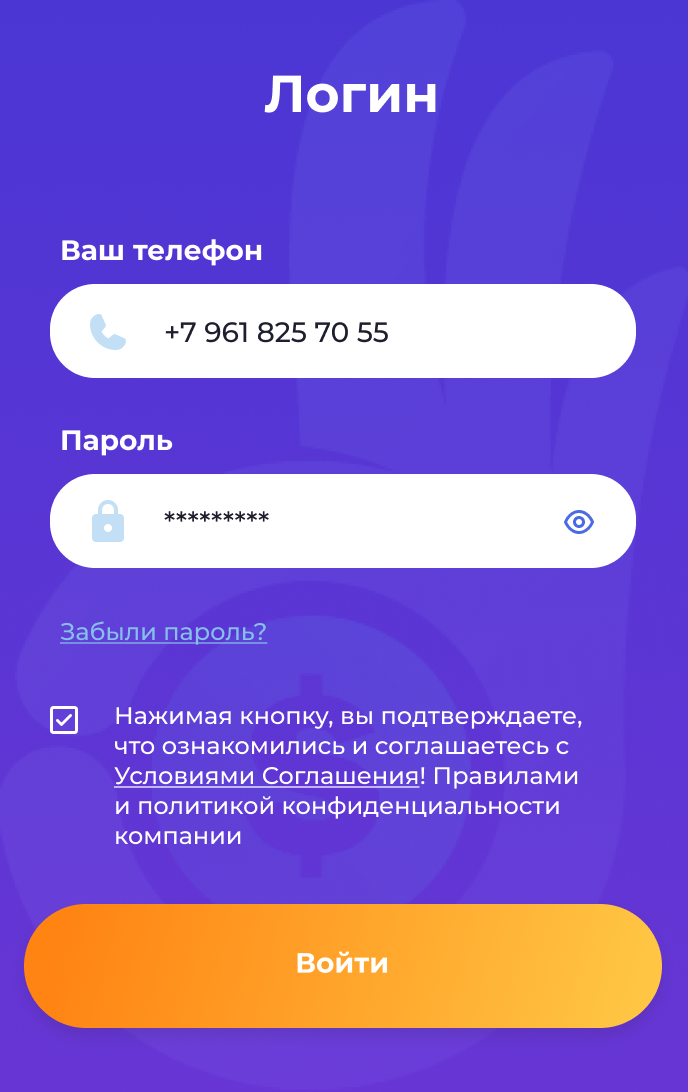 Логин
Ваш телефон
+7 961 825 70 55
Пароль
*********
Забыли пароль?
Нажимая кнопку, вы подтверждаете,
что ознакомились и соглашаетесь с
Условиями Соглашения! Правилами
и политикой конфиденциальности
компании
Войти